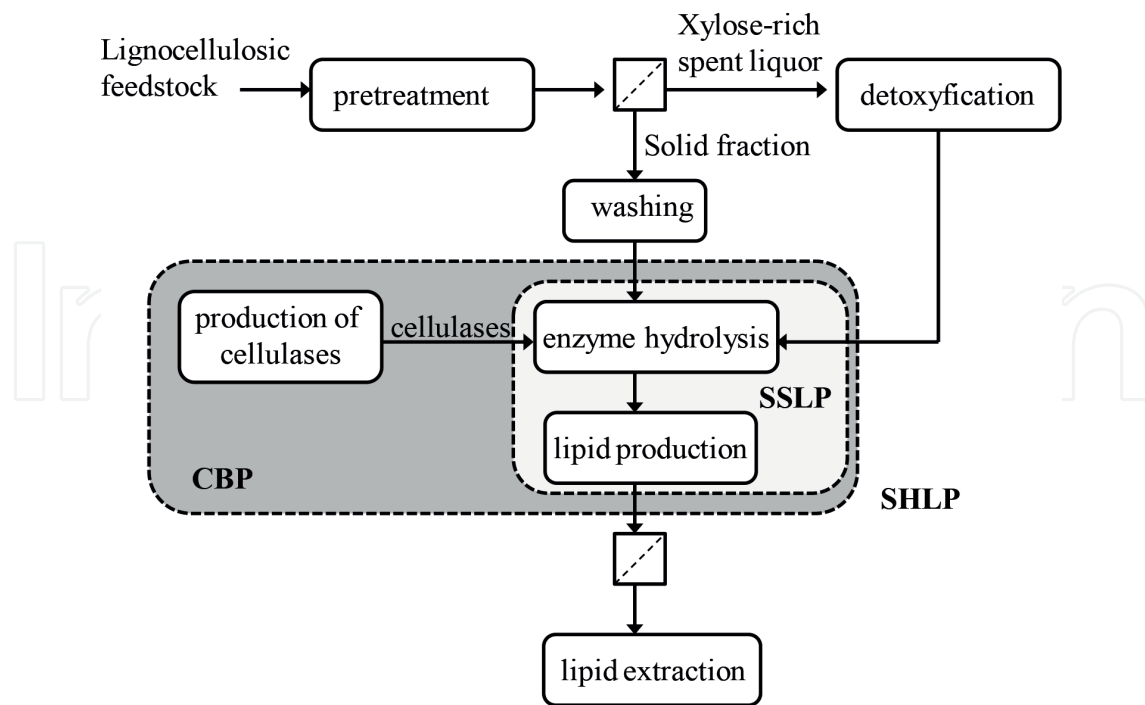 Lignocellulosic
feedstock
pretreatment
Xylose-rich
spent liquor
detoxyfication
Solid fraction
washing
production of
cellulases
cellulases
enzyme hydrolysis
SSLP
lipid production
CBP
SHLP
lipid extraction